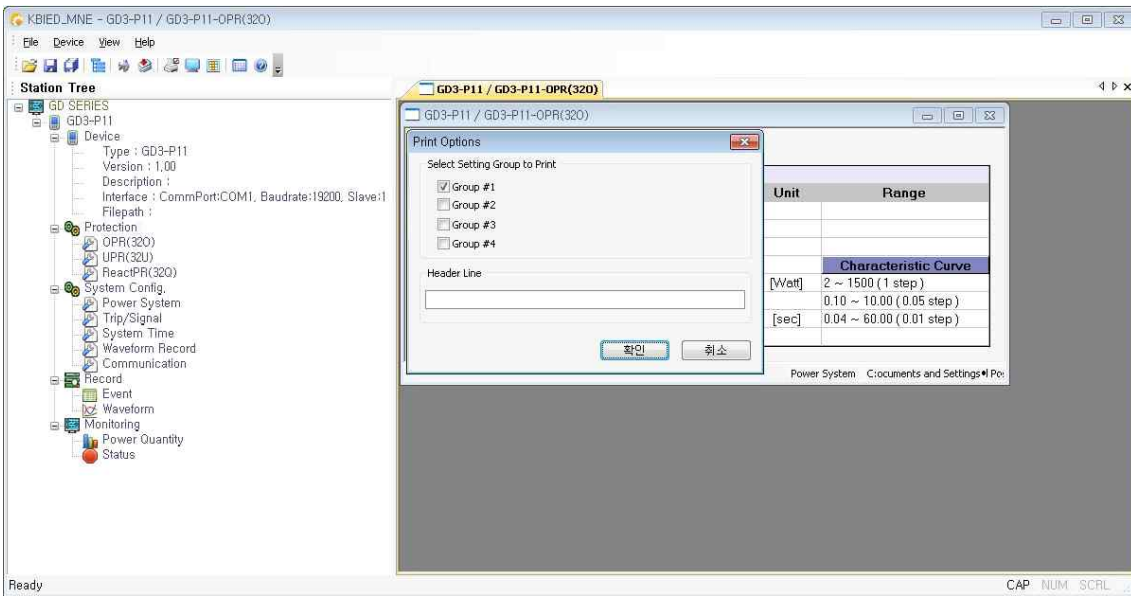 KBIED_MNE - GD3-P11 / GD3-P11-OPR(32O)
File Device View Help
Station Tree
GD SERIES
GD3-P11
Device
Type : GD3-P11
Version : 1,00
Description :
Interface : CommPort:COM1, Baudrate:19200, Slave:1
Filepath :
Protection
OPR(32O)
UPR(32U)
ReactPR(32Q)
System Config,
Power System
Trip/Signal
System Time
Waveform Record
Communication
Record
Event
Waveform
Monitoring
Power Quantity
Status
GD3-P11 / GD3-P11-OPR(32O)
GD3-P11 / GD3-P11-OPR(32O)
Print Options
Select Setting Group to Print
Group #1
Group #2
Group #3
Group #4
Header Line
확인 취소
Unit Range
Characteristic Curve
[Watt] 2 ~ 1500 ( 1 step )
0.10 ~ 10.00 ( 0.05 step )
[sec] 0.04 ~ 60.00 ( 0.01 step )
Power System C:ocuments and Settings
Ready CAP NUM SCRL